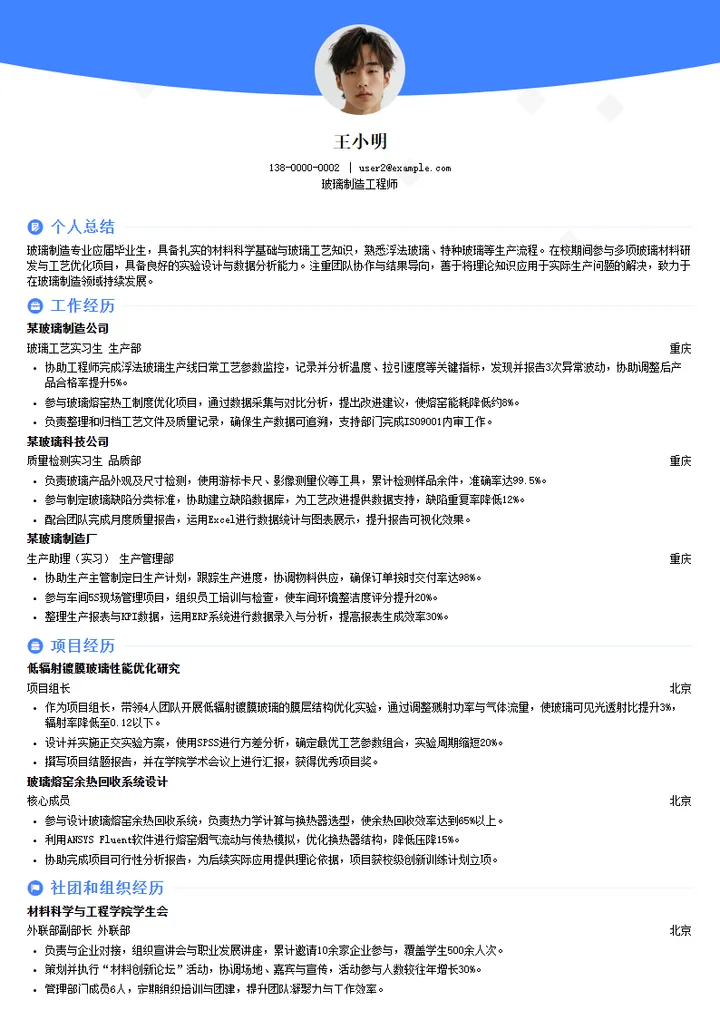 王小明
138-0000-0002 | user2@example.com
玻璃制造工程师
个人总结
玻璃制造专业应届毕业生，具备扎实的材料科学基础与玻璃工艺知识，熟悉浮法玻璃、特种玻璃等生产流程。在校期间参与多项玻璃材料研
发与工艺优化项目，具备良好的实验设计与数据分析能力。注重团队协作与结果导向，善于将理论知识应用于实际生产问题的解决，致力于
在玻璃制造领域持续发展。
工作经历
某玻璃制造公司
玻璃工艺实习生 生产部 重庆
• 协助工程师完成浮法玻璃生产线日常工艺参数监控，记录并分析温度、拉引速度等关键指标，发现并报告3次异常波动，协助调整后产
品合格率提升5%。
• 参与玻璃熔窑热工制度优化项目，通过数据采集与对比分析，提出改进建议，使熔窑能耗降低约8%。
• 负责整理和归档工艺文件及质量记录，确保生产数据可追溯，支持部门完成ISO9001内审工作。
某玻璃科技公司
质量检测实习生 品质部 重庆
• 负责玻璃产品外观及尺寸检测，使用游标卡尺、影像测量仪等工具，累计检测样品余件，准确率达99.5%。
• 参与制定玻璃缺陷分类标准，协助建立缺陷数据库，为工艺改进提供数据支持，缺陷重复率降低12%。
• 配合团队完成月度质量报告，运用Excel进行数据统计与图表展示，提升报告可视化效果。
某玻璃制造厂
生产助理（实习） 生产管理部 重庆
• 协助生产主管制定日生产计划，跟踪生产进度，协调物料供应，确保订单按时交付率达98%。
• 参与车间5S现场管理项目，组织员工培训与检查，使车间环境整洁度评分提升20%。
• 整理生产报表与KPI数据，运用ERP系统进行数据录入与分析，提高报表生成效率30%。
项目经历
低辐射镀膜玻璃性能优化研究
项目组长 北京
• 作为项目组长，带领4人团队开展低辐射镀膜玻璃的膜层结构优化实验，通过调整溅射功率与气体流量，使玻璃可见光透射比提升3%，
辐射率降低至0.12以下。
• 设计并实施正交实验方案，使用SPSS进行方差分析，确定最优工艺参数组合，实验周期缩短20%。
• 撰写项目结题报告，并在学院学术会议上进行汇报，获得优秀项目奖。
玻璃熔窑余热回收系统设计
核心成员 北京
• 参与设计玻璃熔窑余热回收系统，负责热力学计算与换热器选型，使余热回收效率达到65%以上。
• 利用ANSYS Fluent软件进行熔窑烟气流动与传热模拟，优化换热器结构，降低压降15%。
• 协助完成项目可行性分析报告，为后续实际应用提供理论依据，项目获校级创新训练计划立项。
社团和组织经历
材料科学与工程学院学生会
外联部副部长 外联部 北京
• 负责与企业对接，组织宣讲会与职业发展讲座，累计邀请10余家企业参与，覆盖学生500余人次。
• 策划并执行“材料创新论坛”活动，协调场地、嘉宾与宣传，活动参与人数较往年增长30%。
• 管理部门成员6人，定期组织培训与团建，提升团队凝聚力与工作效率。